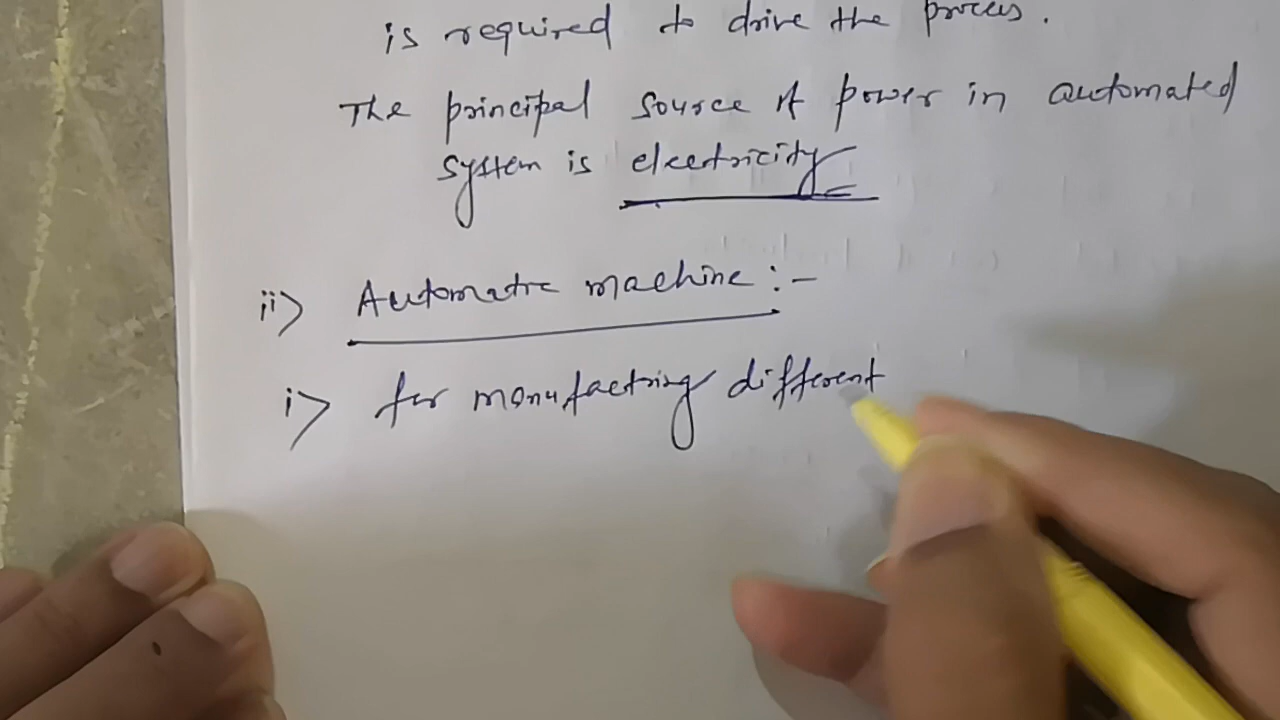 is required to drive the process.
The principal source of power in automated
system is electricity
ii> Automatic machine :-
i> for manufactring different